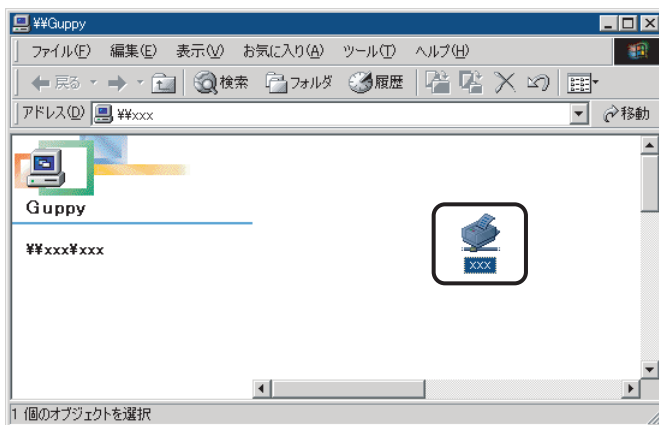 ¥¥Guppy
ファイル(F) 編集(E) 表示(V) お気に入り(A) ツール(T) ヘルプ(H)
戻る 検索 フォルダ 履歴
アドレス(D) ¥¥xxx 移動
Guppy
¥¥xxx¥xxx
xxx
1 個のオブジェクトを選択